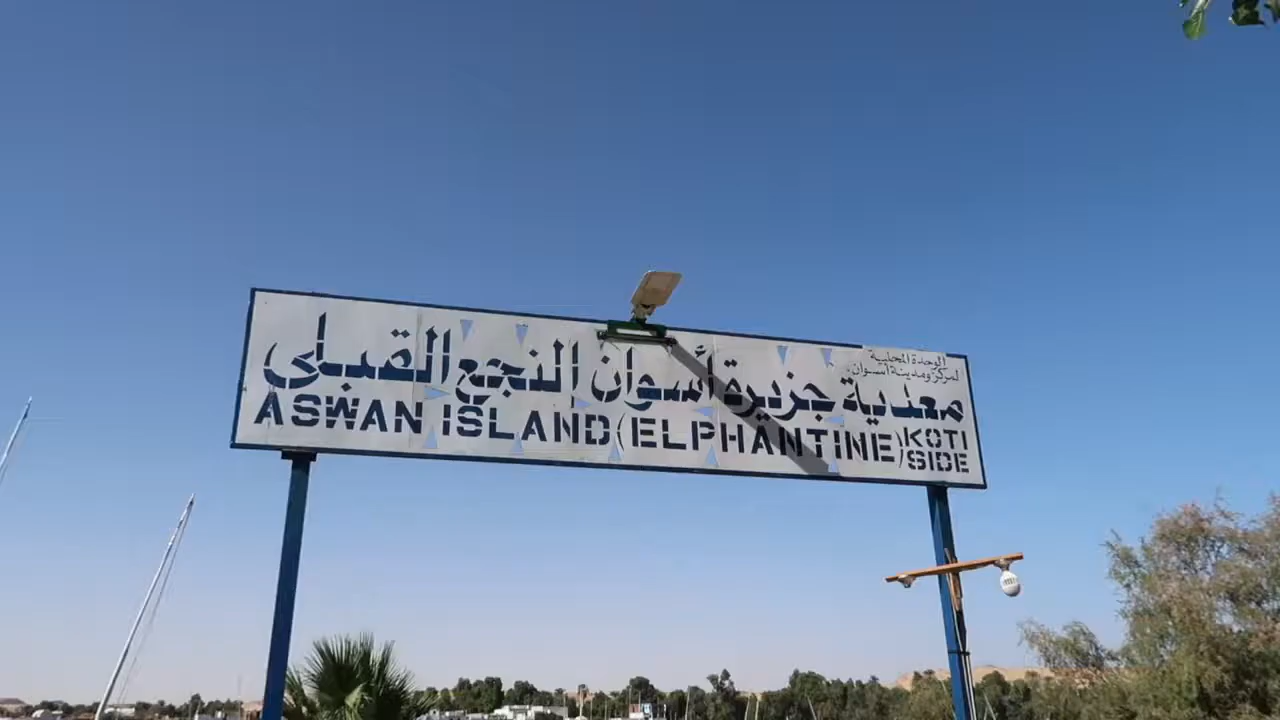 الوحدة المحلية
لمركز ومدينة اسوان
معدية جزيرة أسوان النجع القبلى
ASWAN ISLAND (ELPHANTINE) KOTI SIDE